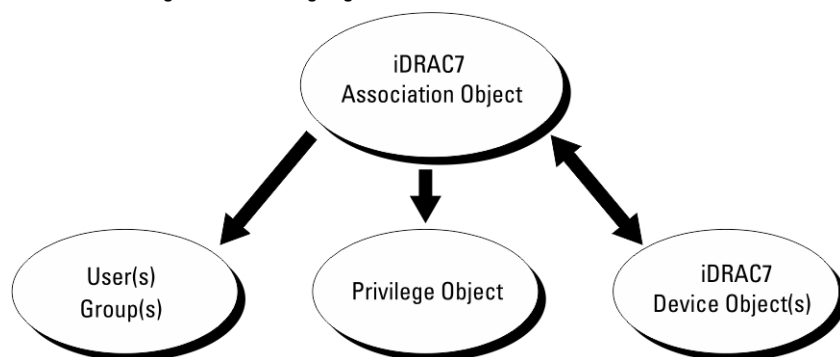 iDRAC7
Association Object
User(s)
Group(s)
Privilege Object
iDRAC7
Device Object(s)